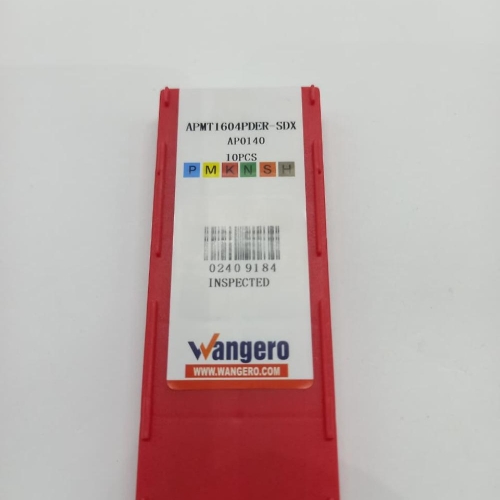 APMT1604PDER-SDX
AP0140
10PCS
P M K N S H
0240 9184
INSPECTED
Wangero
WWW.WANGERO.COM